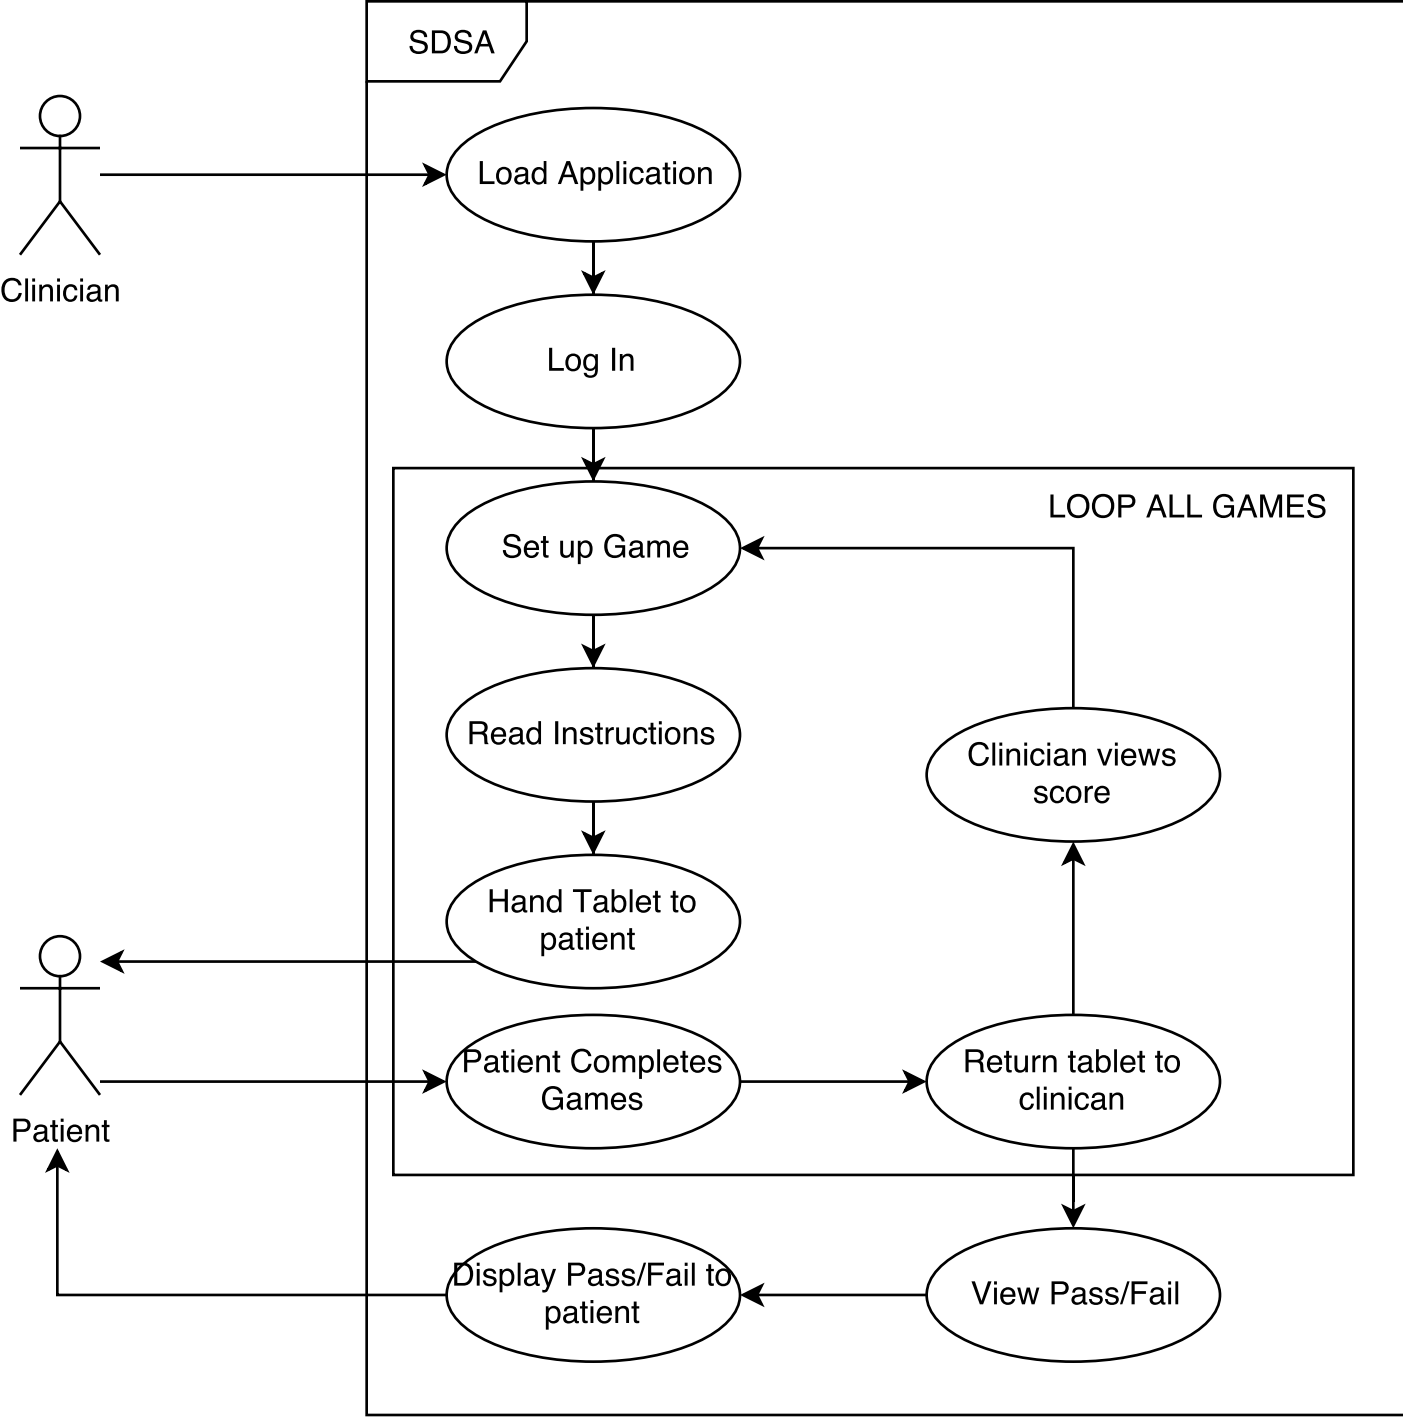 SDSA
Load Application
Clinician
Log In
LOOP ALL GAMES
Set up Game
Read Instructions
Clinician views
score
Hand Tablet to
patient
Patient Completes
Games
Return tablet to
clinican
Patient
Display Pass/Fail to
patient
View Pass/Fail